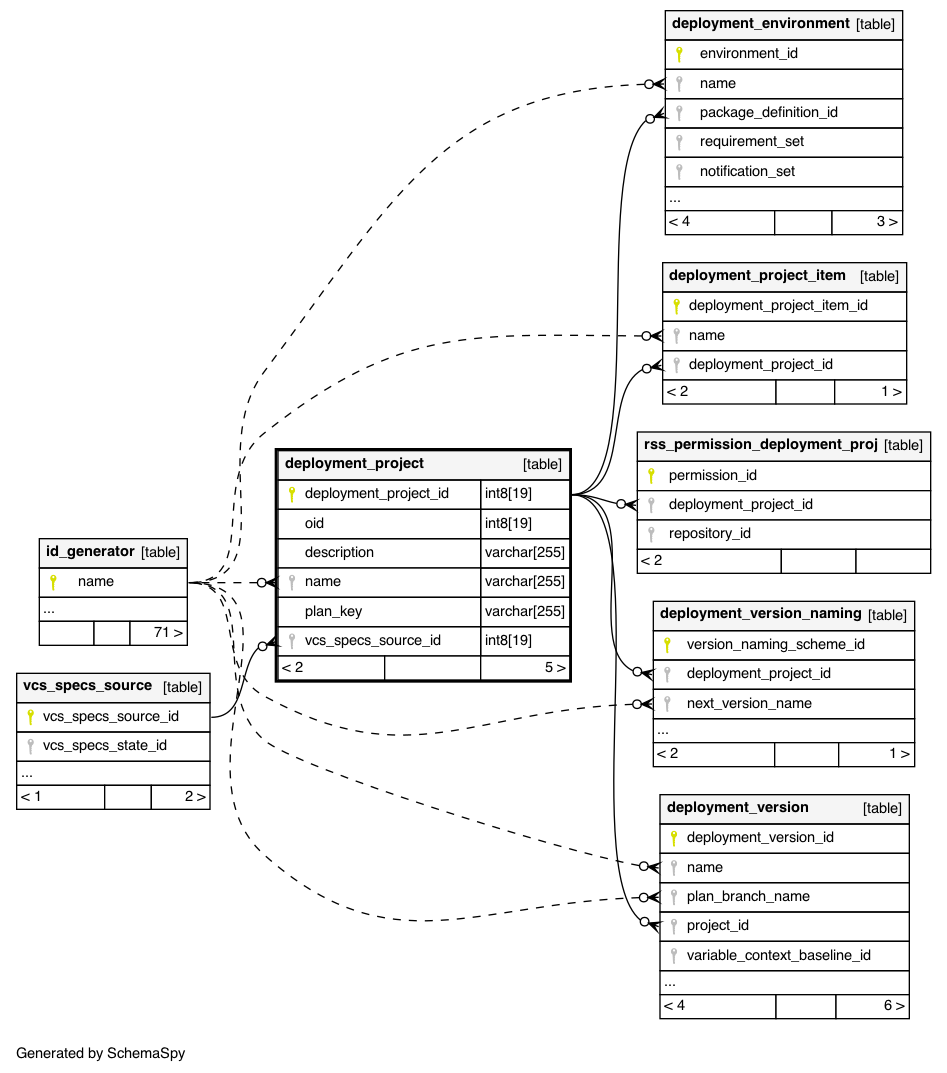 deployment_environment [table]
environment_id
name
package_definition_id
requirement_set
notification_set
...
< 4 3 >
deployment_project_item [table]
deployment_project_item_id
name
deployment_project_id
< 2 1 >
rss_permission_deployment_proj [table]
permission_id
deployment_project_id
repository_id
< 2
deployment_project [table]
deployment_project_id int8[19]
oid int8[19]
description varchar[255]
name varchar[255]
plan_key varchar[255]
vcs_specs_source_id int8[19]
< 2 5 >
id_generator [table]
name
...
71 >
vcs_specs_source [table]
vcs_specs_source_id
vcs_specs_state_id
...
< 1 2 >
deployment_version_naming [table]
version_naming_scheme_id
deployment_project_id
next_version_name
...
< 2 1 >
deployment_version [table]
deployment_version_id
name
plan_branch_name
project_id
variable_context_baseline_id
...
< 4 6 >
Generated by SchemaSpy